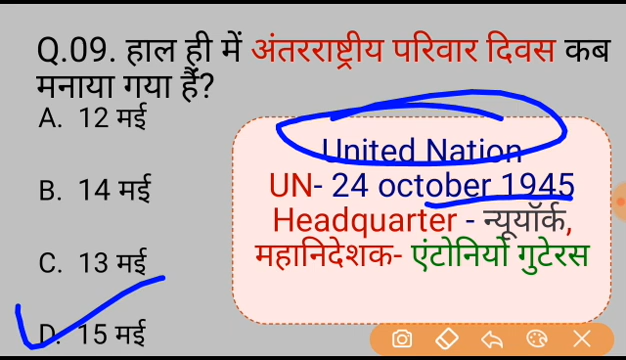 Q.09. हाल ही में अंतरराष्ट्रीय परिवार दिवस कब
मनाया गया हैं?
A. 12 मई
B. 14 मई
C. 13 मई
D. 15 मई
United Nation
UN- 24 october 1945
Headquarter - न्यूयॉर्क,
महानिदेशक- एंटोनियो गुटेरस